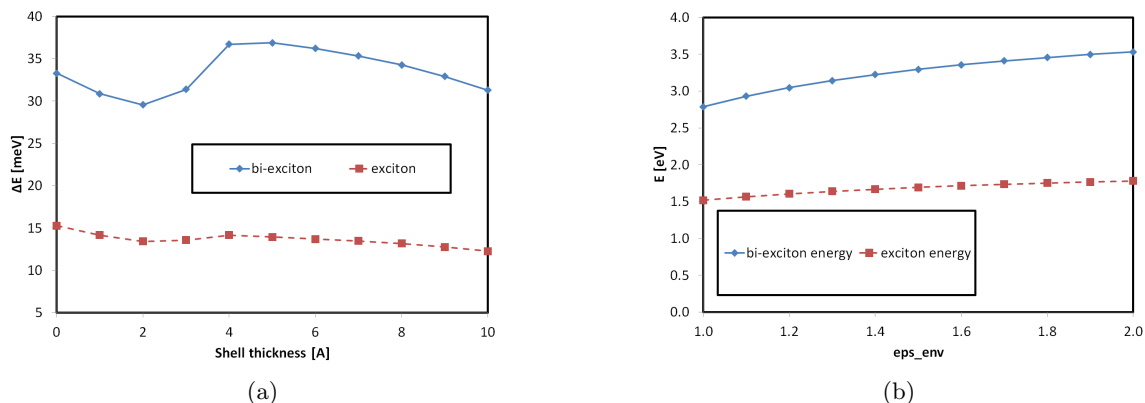 40
35
30
25
20
15
10
5
ΔE [meV]
bi-exciton
exciton
0 2 4 6 8 10
Shell thickness [A]
(a)
4.0
3.5
3.0
2.5
2.0
1.5
1.0
0.5
0.0
E [eV]
bi-exciton energy
exciton energy
1.0 1.2 1.4 1.6 1.8 2.0
eps_env
(b)